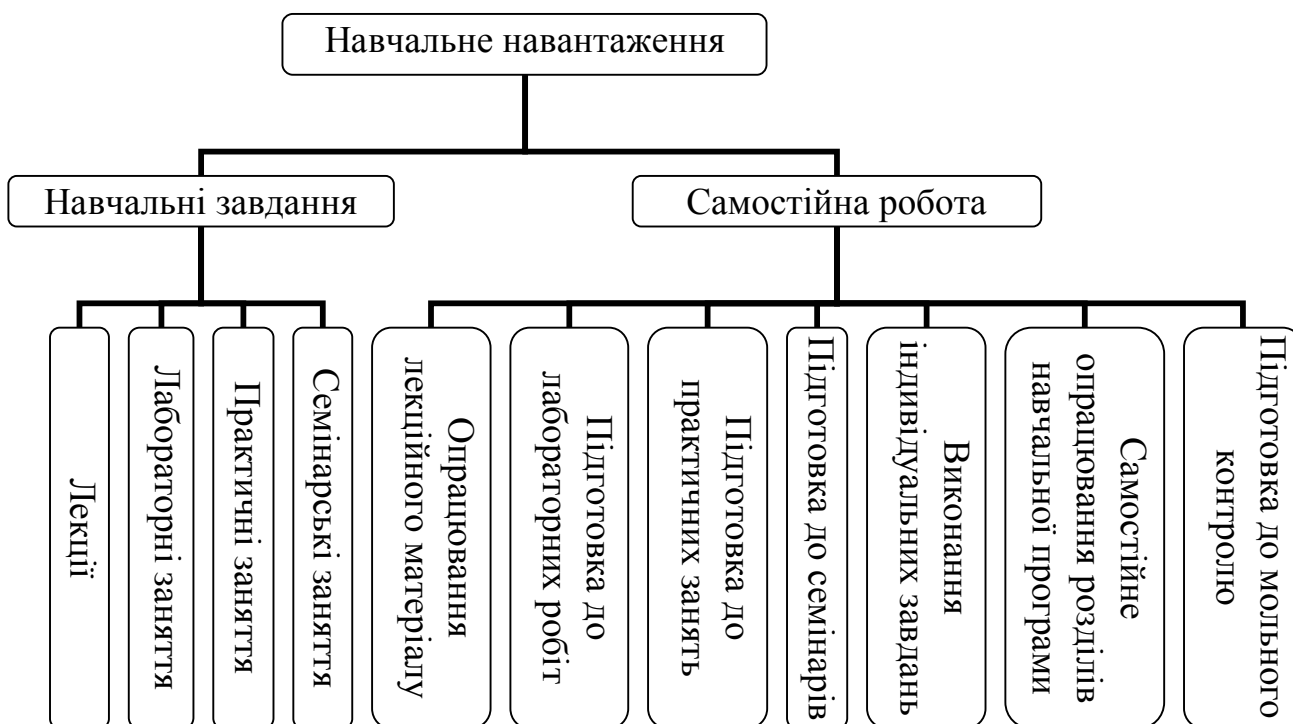 Навчальне навантаження
Навчальні завдання
Самостійна робота
Лекції
Лабораторні заняття
Практичні заняття
Семінарські заняття
Опрацювання
лекційного матеріалу
Підготовка до
лабораторних робіт
Підготовка до
практичних занять
Підготовка до семінарів
Виконання
індивідуальних завдань
Самостійне
опрацювання розділів
навчальної програми
Підготовка до мольного
контролю